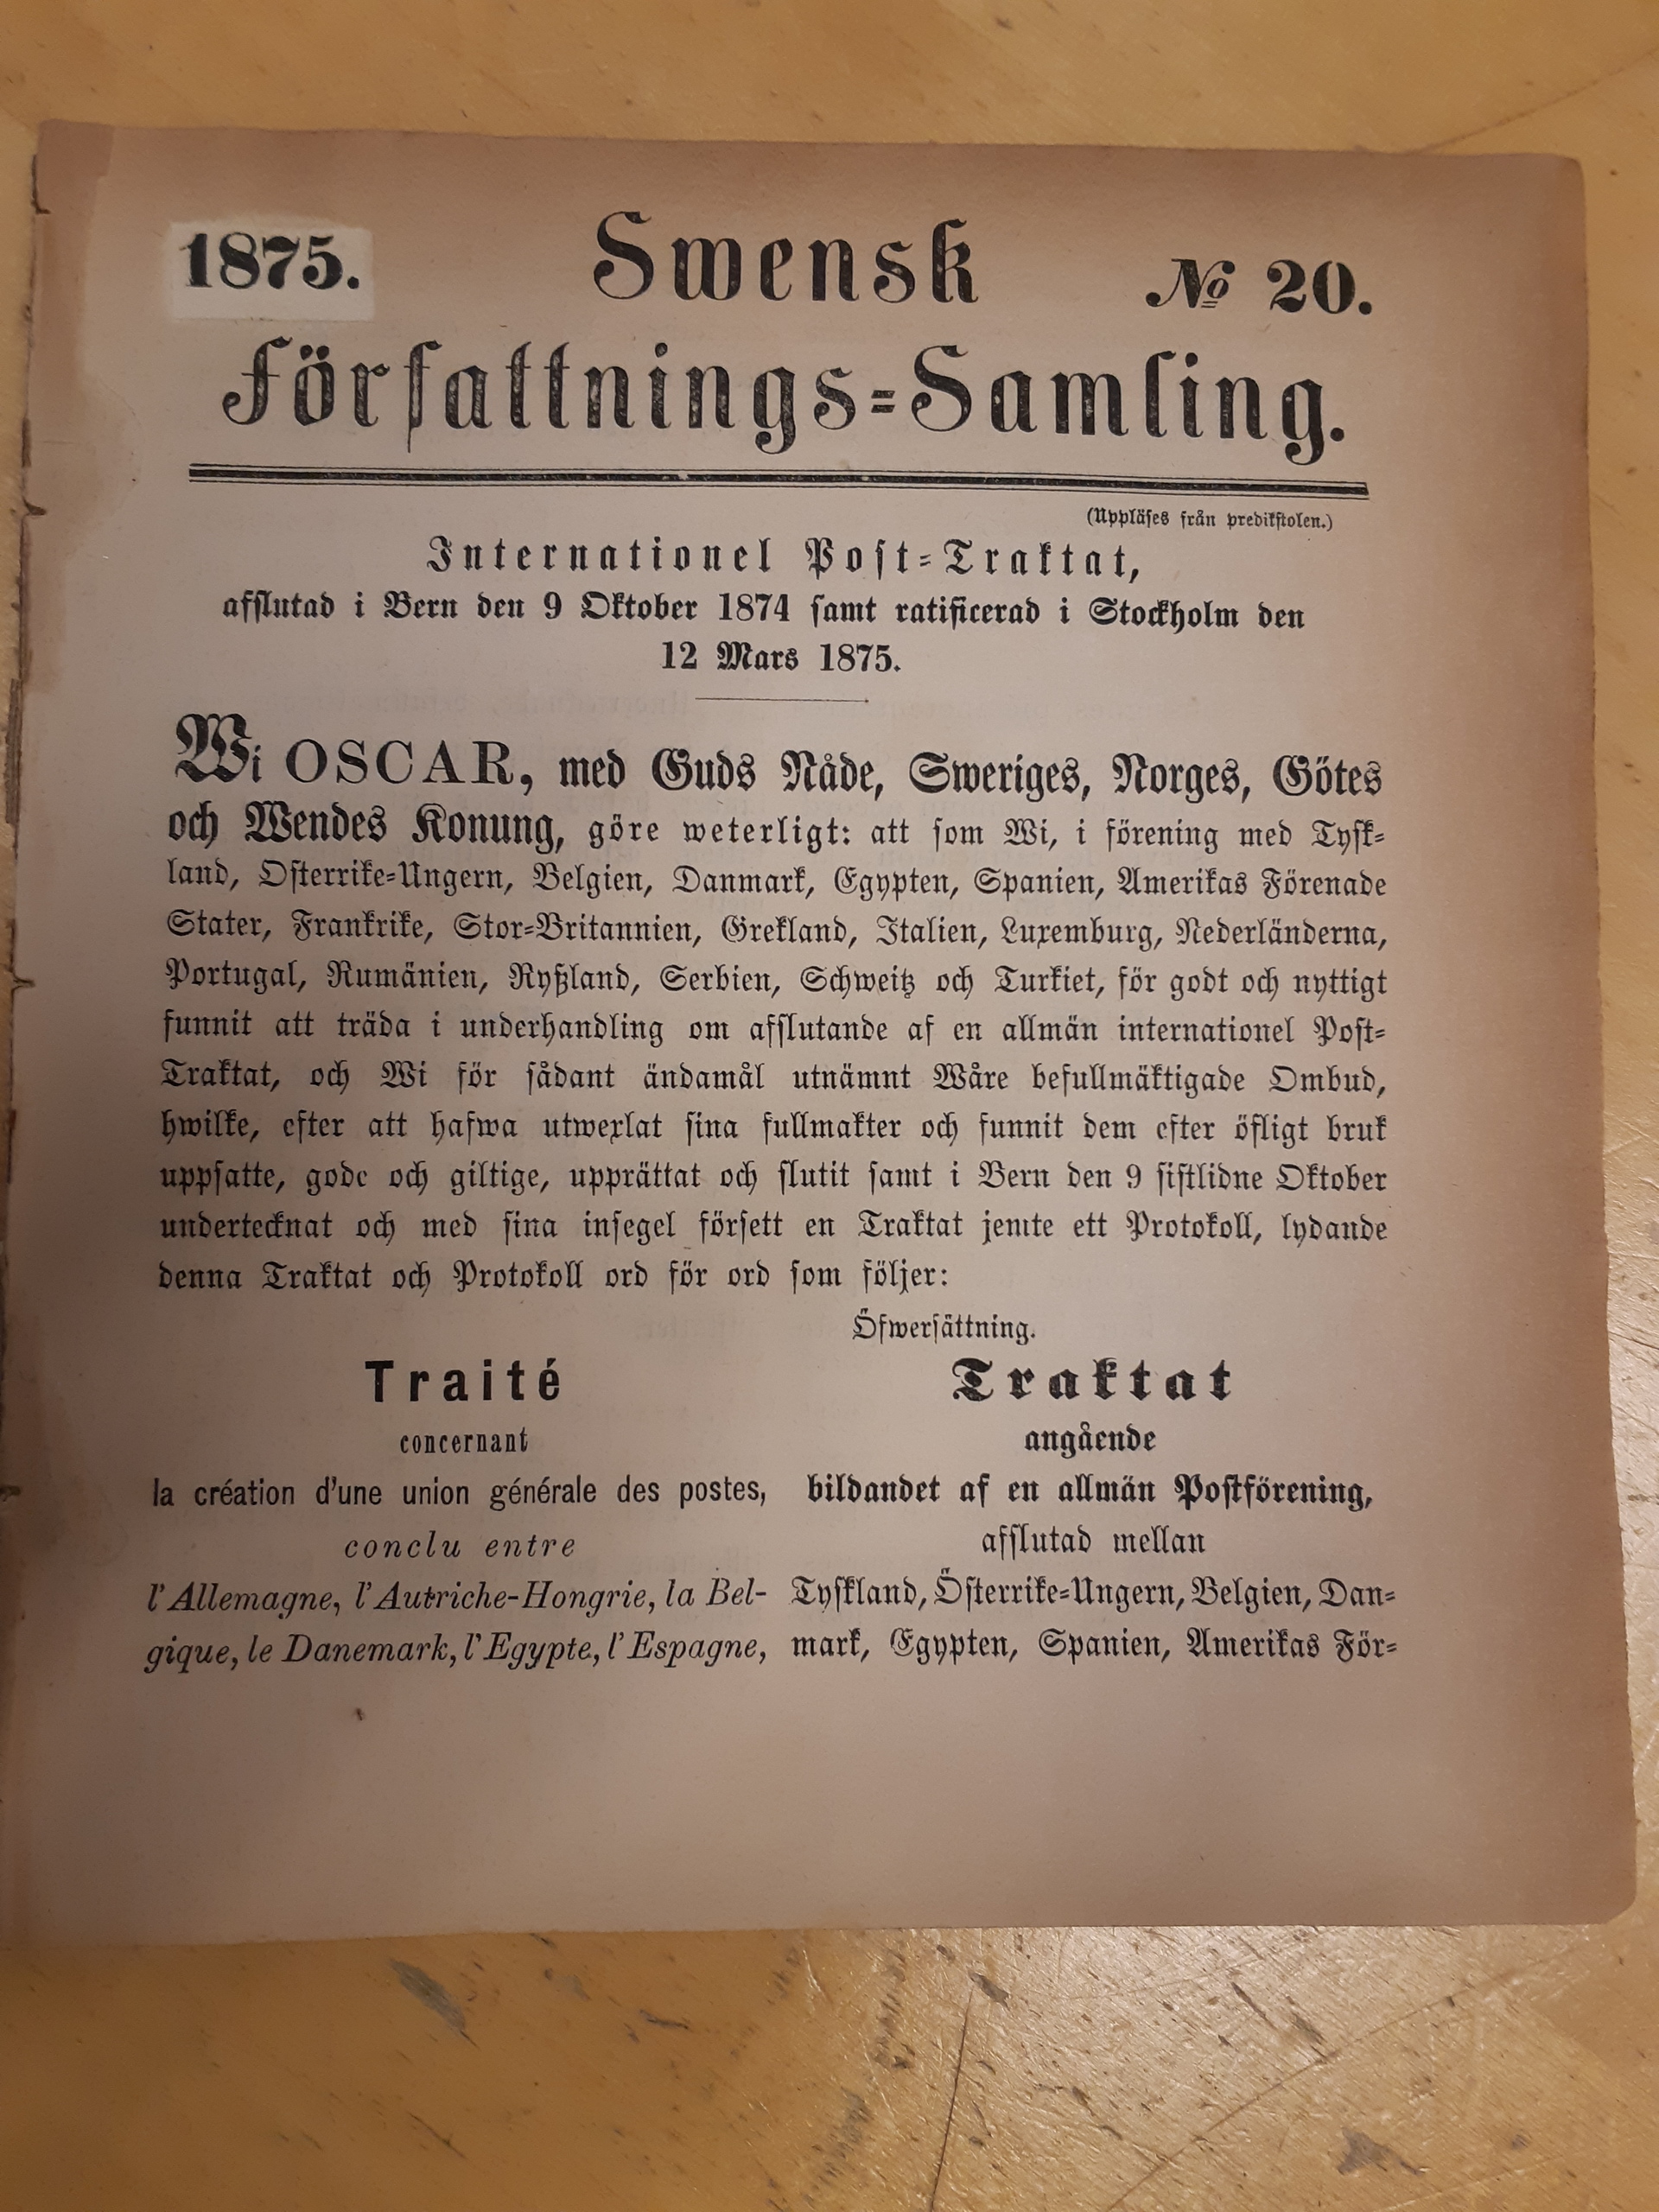 1875.
Swensk
№ 20.
Författnings-Samling.
(Uppläses från predikstolen.)
Internationel Post-Traktat,
afslutad i Bern den 9 Oktober 1874 samt ratificerad i Stockholm den
12 Mars 1875.
Wi OSCAR, med Guds Nåde, Sweriges, Norges, Götes
och Wendes Konung, göre weterligt: att som Wi, i förening med Tysk-
land, Osterrike-Ungern, Belgien, Danmark, Egypten, Spanien, Amerikas Förenade
Stater, Frankrike, Stor-Britannien, Grekland, Italien, Luxemburg, Nederländerna,
Portugal, Rumänien, Ryßland, Serbien, Schweitz och Turkiet, för godt och nyttigt
funnit att träda i underhandling om afslutande af en allmän internationel Post-
Traktat, och Wi för sådant ändamål utnämnt Wåre befullmäktigade Ombud,
hwilke, efter att hafwa utwexlat sina fullmakter och funnit dem efter öfligt bruk
uppsatte, gode och giltige, upprättat och slutit samt i Bern den 9 sistlidne Oktober
undertecknat och med sina insegel försett en Traktat jemte ett Protokoll, lydande
denna Traktat och Protokoll ord för ord som följer:
Öfwersättning.
Traité
concernant
la création d'une union générale des postes,
conclu entre
l'Allemagne, l'Autriche-Hongrie, la Bel-
gique, le Danemark, l'Egypte, l'Espagne,
Traktat
angående
bildandet af en allmän Postförening,
afslutad mellan
Tyskland, Österrike-Ungern, Belgien, Dan-
mark, Egypten, Spanien, Amerikas För-